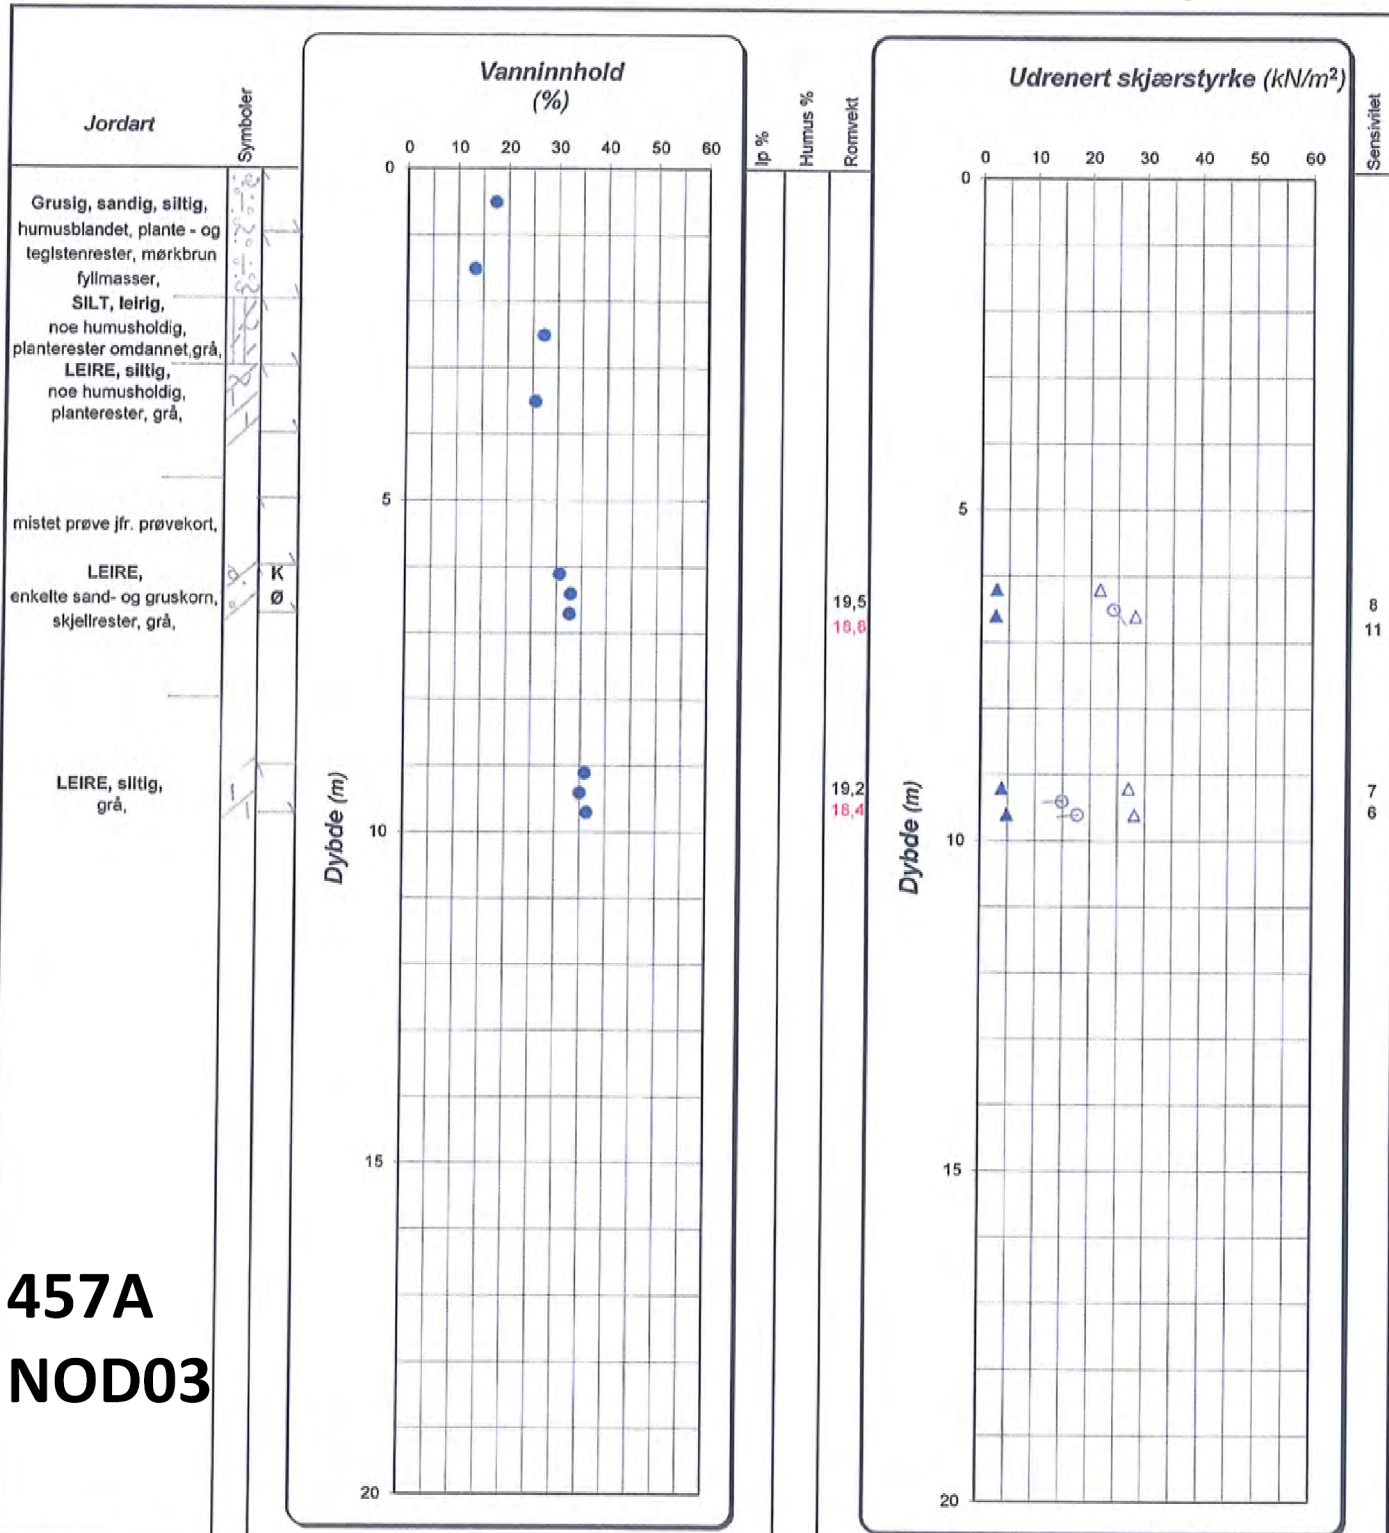 Jordart
Symboler
Grusig, sandig, siltig,
humusblandet, plante - og
teglstenrester, mørkbrun
fyllmasser,
SILT, leirig,
noe humusholdig,
planterester omdannet,grå,
LEIRE, siltig,
noe humusholdig,
planterester, grå,
mistet prøve jfr. prøvekort,
LEIRE,
enkelte sand- og gruskorn,
skjellrester, grå,
K
Ø
LEIRE, siltig,
grå,
457A
NOD03
Vanninnhold
(%)
0 10 20 30 40 50 60
0
5
10
15
20
Dybde (m)
Ip %
Humus %
Romvekt
19,5
18,8
19,2
18,4
Udrenert skjærstyrke (kN/m²)
0 10 20 30 40 50 60
0
5
10
15
20
Dybde (m)
Sensivitet
8
11
7
6